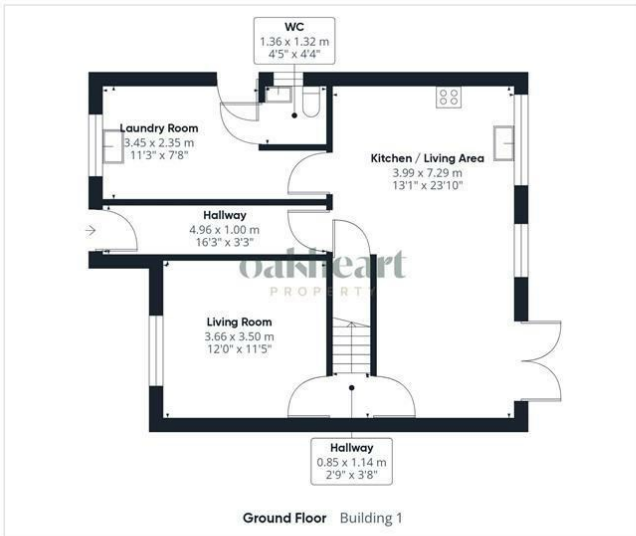 WC
1.36 x 1.32 m
4'5" x 4'4"
Laundry Room
3.45 x 2.35 m
11'3" x 7'8"
Kitchen / Living Area
3.99 x 7.29 m
13'1" x 23'10"
Hallway
4.96 x 1.00 m
16'3" x 3'3"
oakheart
PROPERTY
Living Room
3.66 x 3.50 m
12'0" x 11'5"
Hallway
0.85 x 1.14 m
2'9" x 3'8"
Ground Floor Building 1